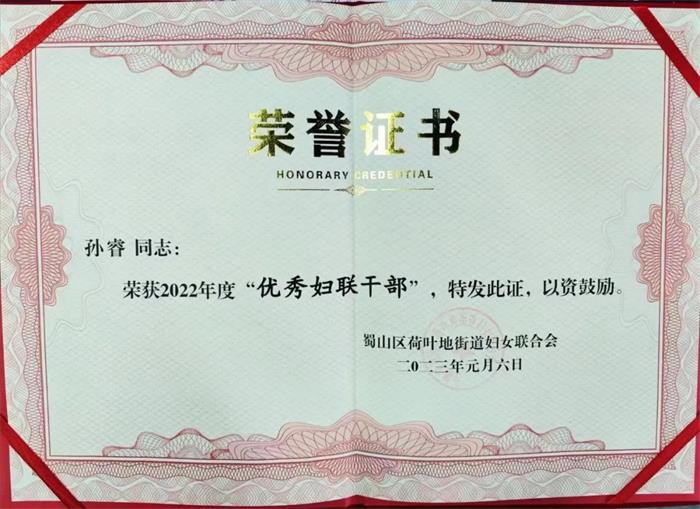 荣誉证书
HONORARY CREDENTIAL
孙睿 同志：
荣获2022年度“优秀妇联干部”，特发此证，以资鼓励。
蜀山区荷叶地街道妇女联合会
二〇二三年元月六日